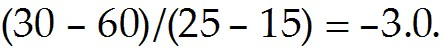 (30 – 60)/(25 – 15) = –3.0.